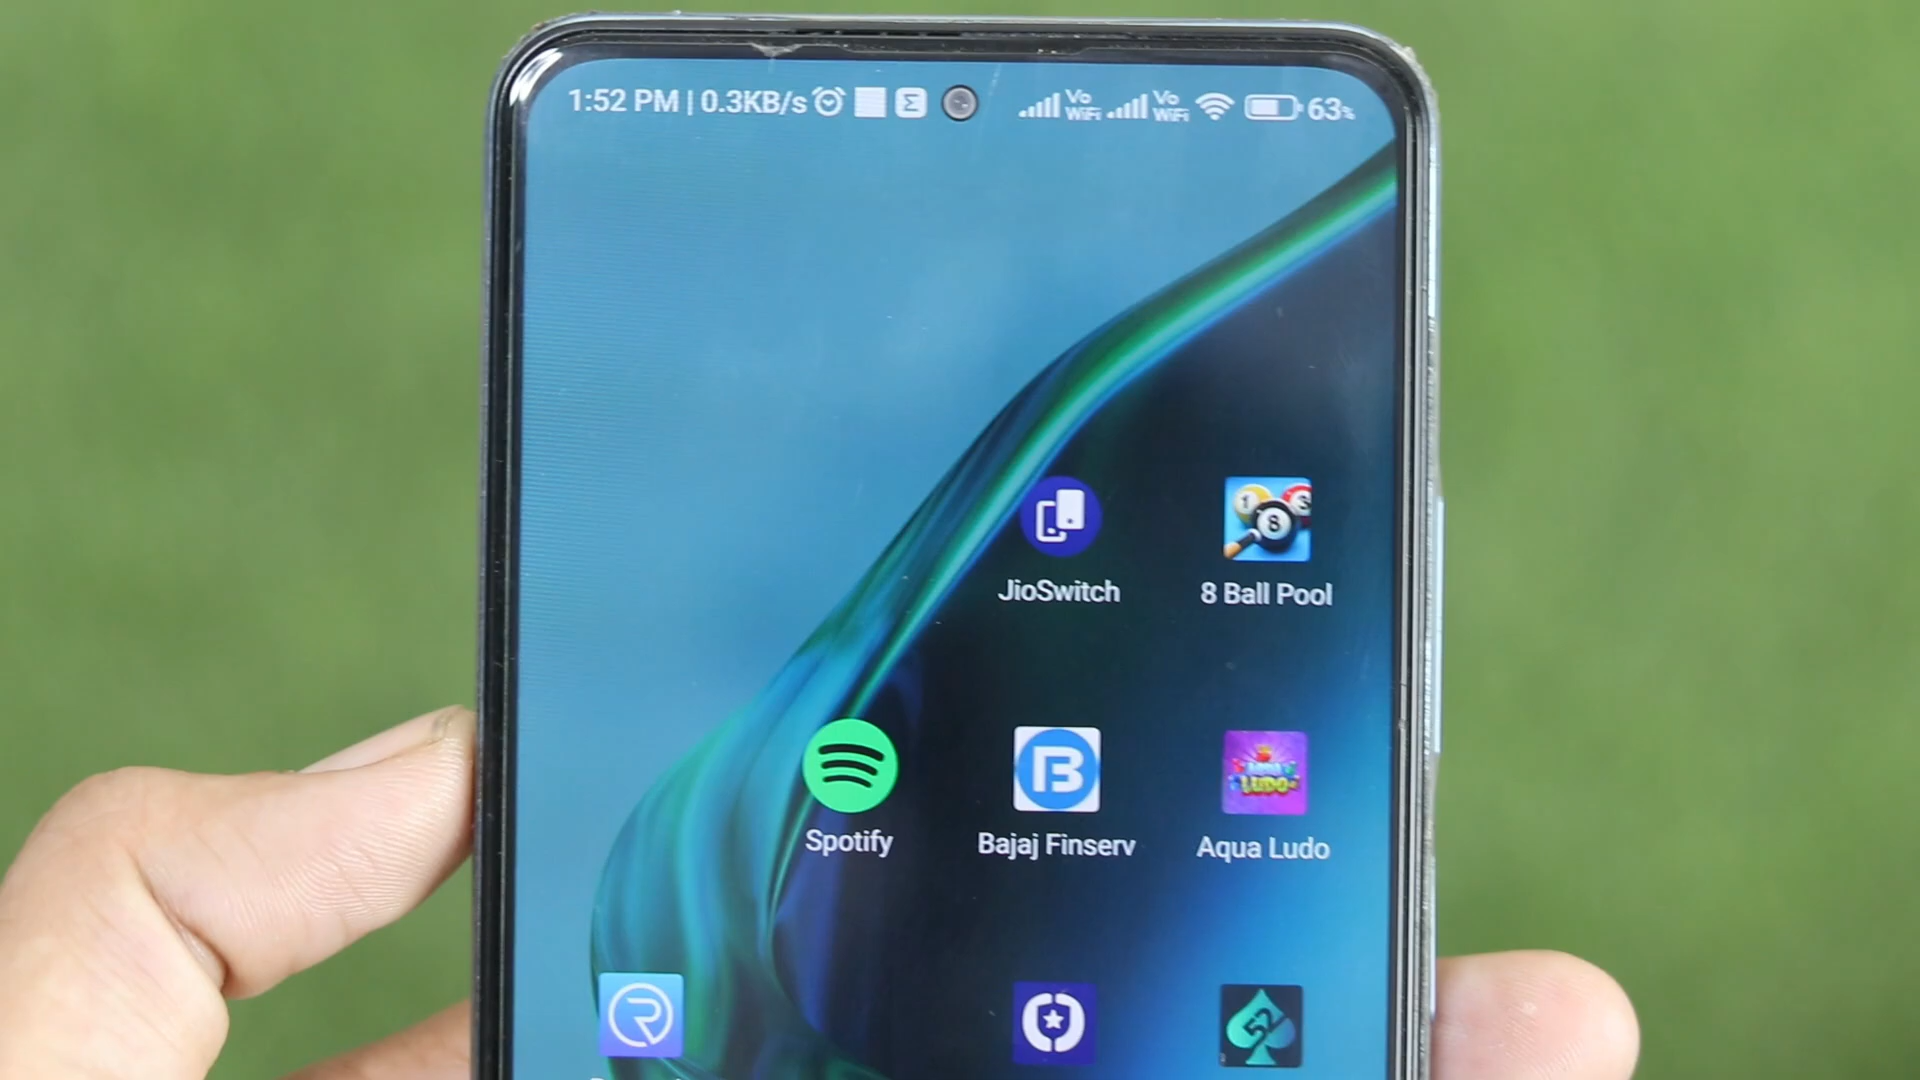 1:52 PM | 0.3KB/s Vo WiFi Vo WiFi 63%
JioSwitch 8 Ball Pool
Spotify Bajaj Finserv Aqua Ludo
52